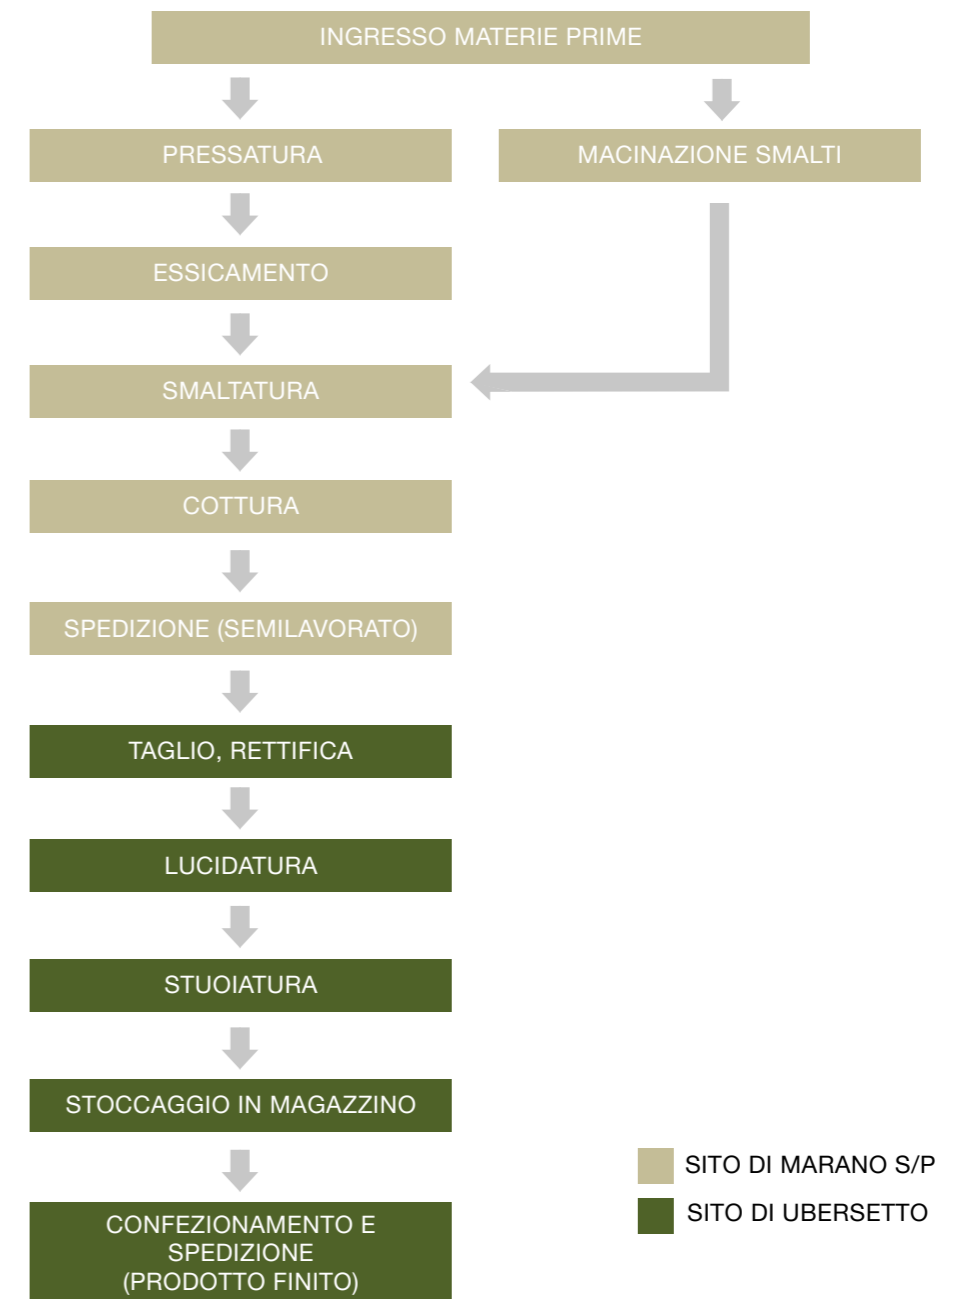 INGRESSO MATERIE PRIME
PRESSATURA
MACINAZIONE SMALTI
ESSICAMENTO
SMALTATURA
COTTURA
SPEDIZIONE (SEMILAVORATO)
TAGLIO, RETTIFICA
LUCIDATURA
STUOIATURA
STOCCAGGIO IN MAGAZZINO
CONFEZIONAMENTO E
SPEDIZIONE
(PRODOTTO FINITO)
SITO DI MARANO S/P
SITO DI UBERSETTO